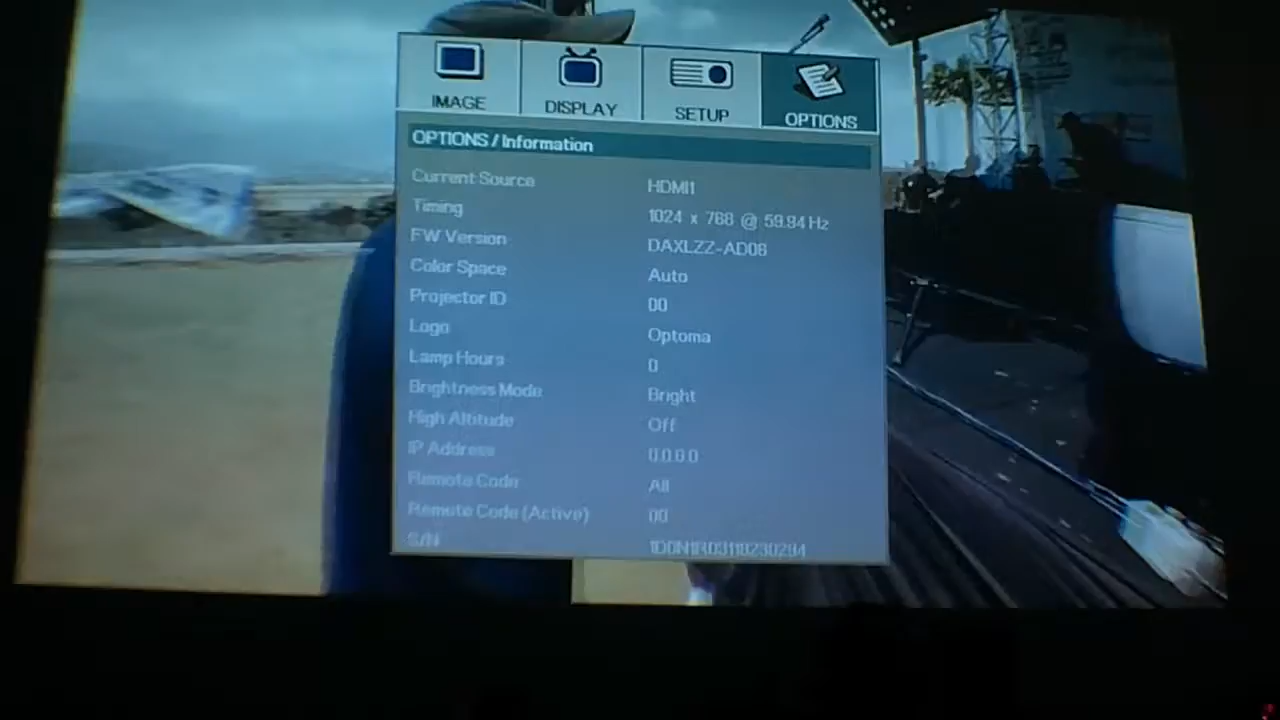 IMAGE DISPLAY SETUP OPTIONS
OPTIONS / Information
Current Source HDMI1
Timing 1024 x 768 @ 59.94 Hz
FW Version DAXLZZ-AD06
Color Space Auto
Projector ID 00
Logo Optoma
Lamp Hours 0
Brightness Mode Bright
High Altitude Off
IP Address 0.0.0.0
Remote Code All
Remote Code (Active) 00
S/N